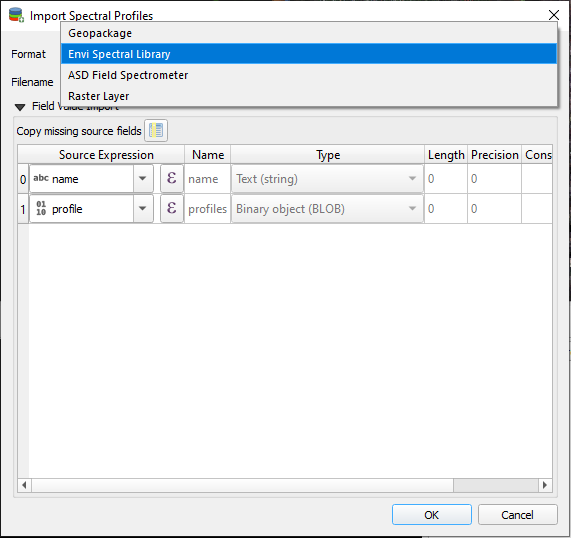 Import Spectral Profiles
Geopackage
Format
Envi Spectral Library
ASD Field Spectrometer
Filename
Raster Layer
Field Value Import
Copy missing source fields
Source Expression Name Type Length Precision Cons
0 abc name ε name Text (string) 0 0
1 01 10 profile ε profiles Binary object (BLOB) 0 0
OK Cancel